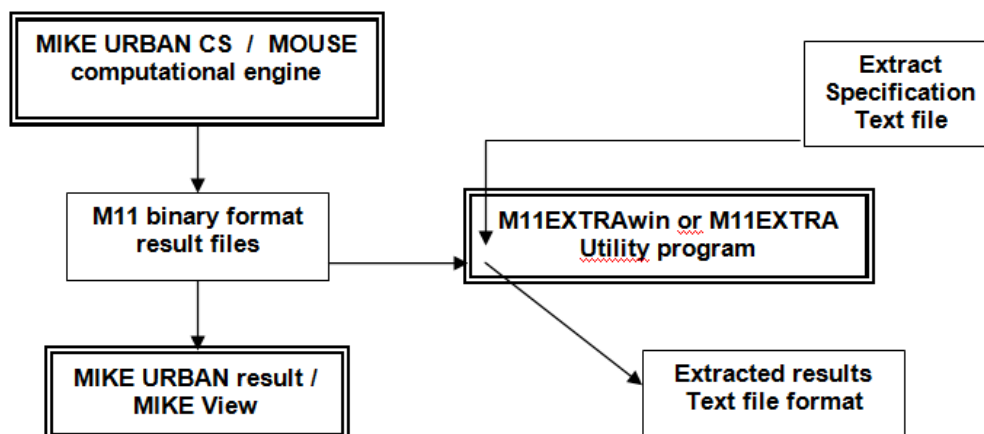 MIKE URBAN CS / MOUSE
computational engine
Extract
Specification
Text file
M11 binary format
result files
M11EXTRAwin or M11EXTRA
Utility program
MIKE URBAN result /
MIKE View
Extracted results
Text file format